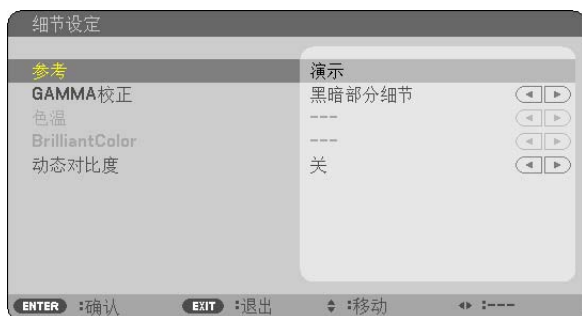 细节设定
参考 演示
GAMMA校正 黑暗部分细节
色温 ---
BrilliantColor ---
动态对比度 关
ENTER :确认 EXIT :退出 :移动 :---